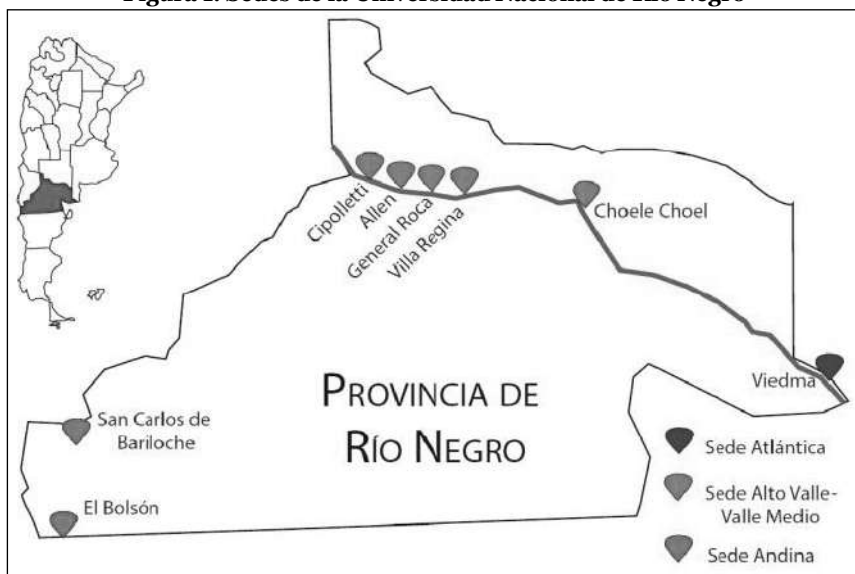 Figura 1. Sedes de la Universidad Nacional de Río Negro
Cipolletti
Allen
General Roca
Villa Regina
Choele Choel
Viedma
San Carlos de
Bariloche
El Bolsón
PROVINCIA DE
RÍO NEGRO
Sede Atlántica
Sede Alto Valle-
Valle Medio
Sede Andina